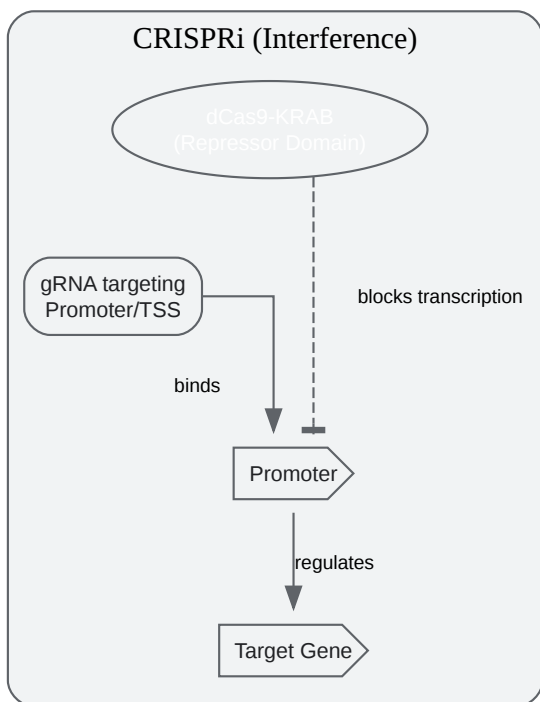 CRISPRi (Interference)
dCas9-KRAB
(Repressor Domain)
gRNA targeting
Promoter/TSS
blocks transcription
binds
Promoter
regulates
Target Gene